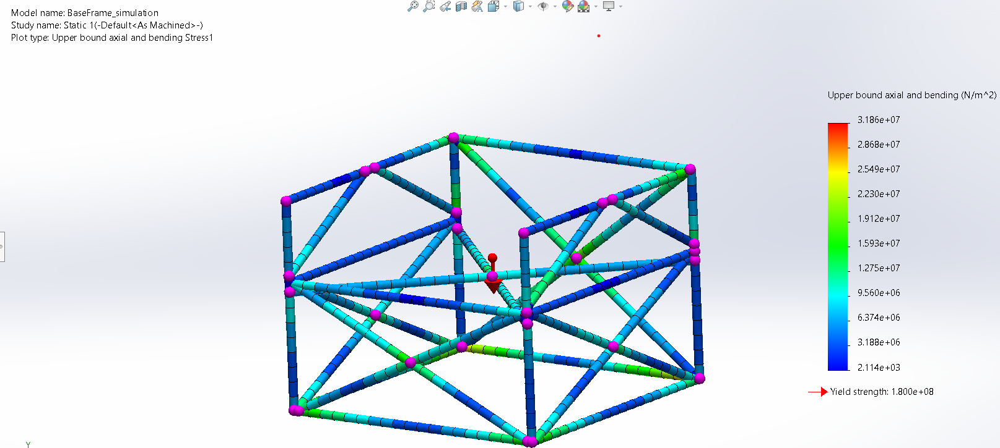 Model name: BaseFrame_simulation
Study name: Static 1(-Default<As Machined>-)
Plot type: Upper bound axial and bending Stress1
Upper bound axial and bending (N/m^2)
3.186e+07
2.868e+07
2.549e+07
2.230e+07
1.912e+07
1.593e+07
1.275e+07
9.560e+06
6.374e+06
3.188e+06
2.114e+03
Yield strength: 1.800e+08
Y